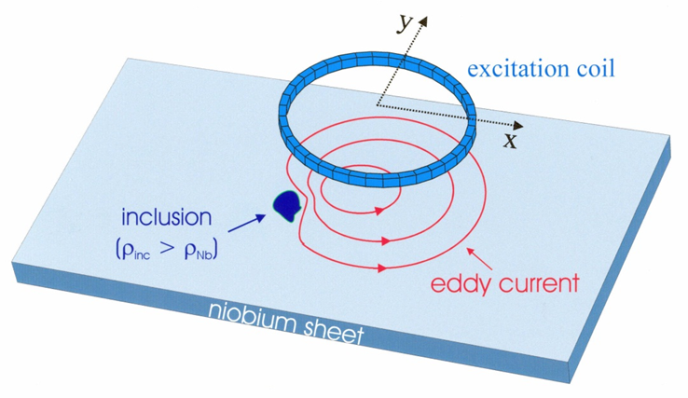 y
excitation coil
x
inclusion
(ρinc > ρNb)
eddy current
niobium sheet